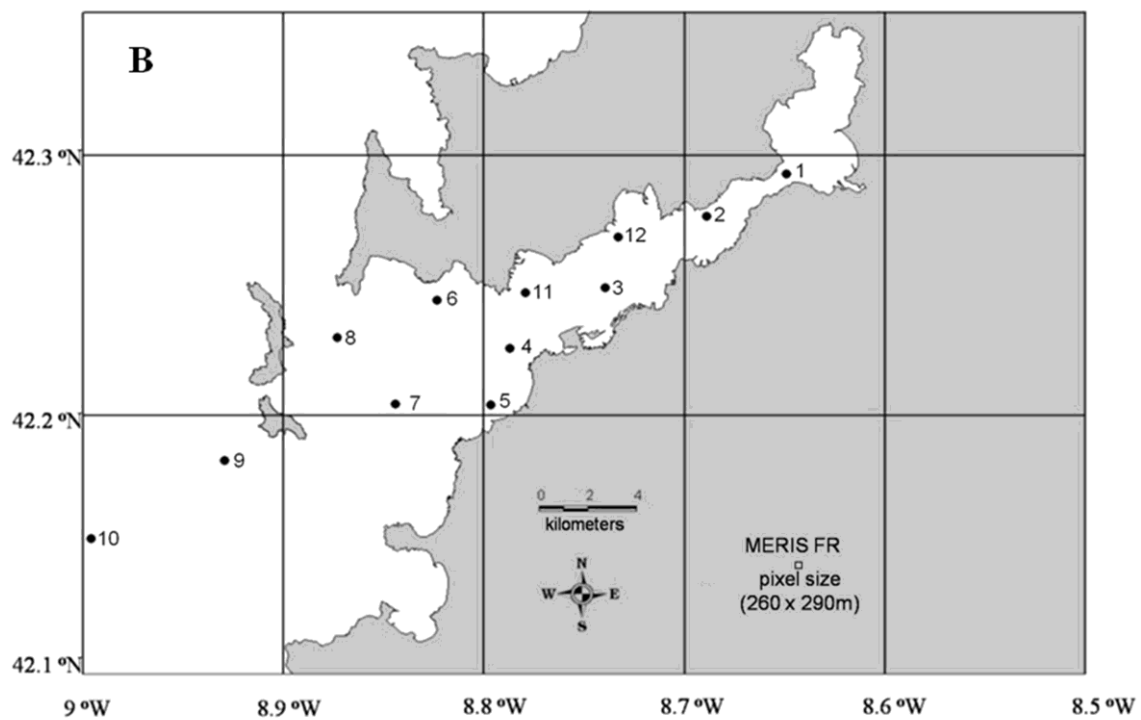 B
42.3 ºN
1
2
12
3
11
6
8
4
7
5
42.2 ºN
9
10
0 2 4
kilometers
MERIS FR
pixel size
(260 x 290m)
N
W E
S
42.1 ºN
9 ºW 8.9 ºW 8.8 ºW 8.7 ºW 8.6 ºW 8.5 ºW